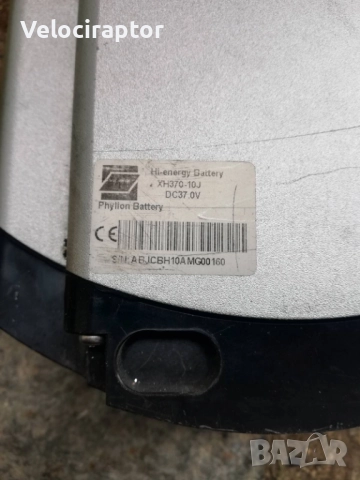 Velociraptor
Hi-energy Battery
XH370-10J
DC37.0V
Phylion Battery
CE
S/N:ABJCBH10AMG00160
BAZAR